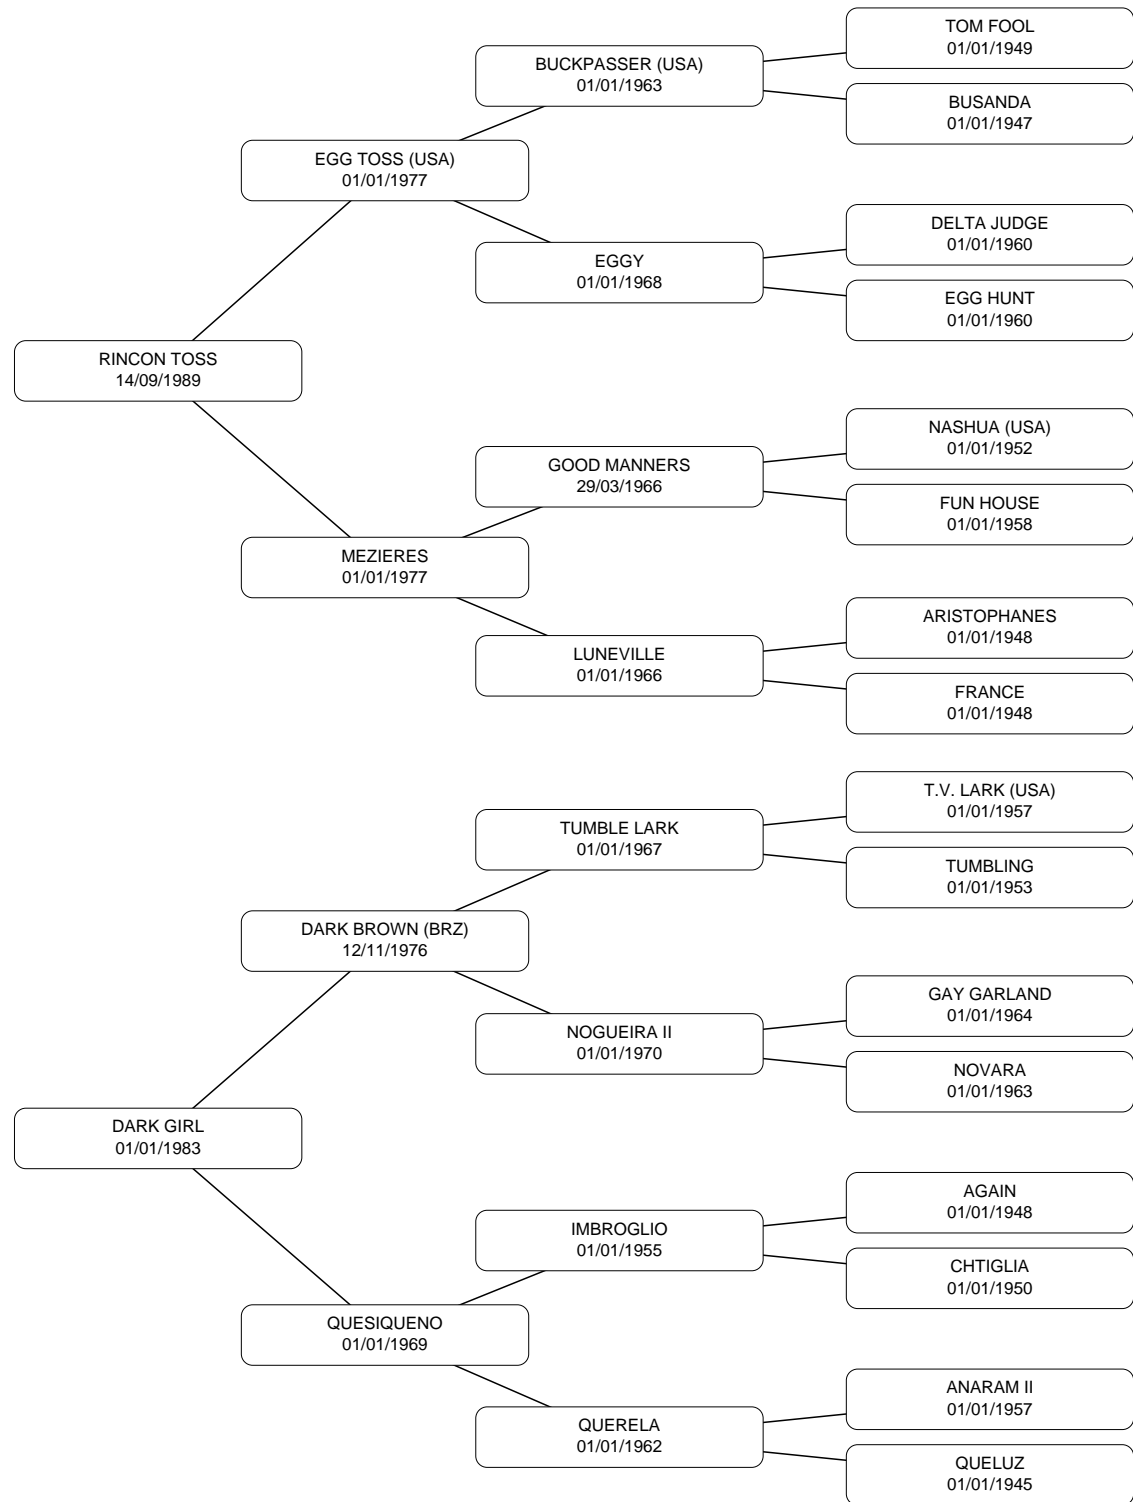 TOM FOOL
01/01/1949
BUCKPASSER (USA)
01/01/1963
BUSANDA
01/01/1947
EGG TOSS (USA)
01/01/1977
DELTA JUDGE
01/01/1960
EGGY
01/01/1968
EGG HUNT
01/01/1960
RINCON TOSS
14/09/1989
NASHUA (USA)
01/01/1952
GOOD MANNERS
29/03/1966
FUN HOUSE
01/01/1958
MEZIERES
01/01/1977
ARISTOPHANES
01/01/1948
LUNEVILLE
01/01/1966
FRANCE
01/01/1948
T.V. LARK (USA)
01/01/1957
TUMBLE LARK
01/01/1967
TUMBLING
01/01/1953
DARK BROWN (BRZ)
12/11/1976
GAY GARLAND
01/01/1964
NOGUEIRA II
01/01/1970
NOVARA
01/01/1963
DARK GIRL
01/01/1983
AGAIN
01/01/1948
IMBROGLIO
01/01/1955
CHTIGLIA
01/01/1950
QUESIQUENO
01/01/1969
ANARAM II
01/01/1957
QUERELA
01/01/1962
QUELUZ
01/01/1945